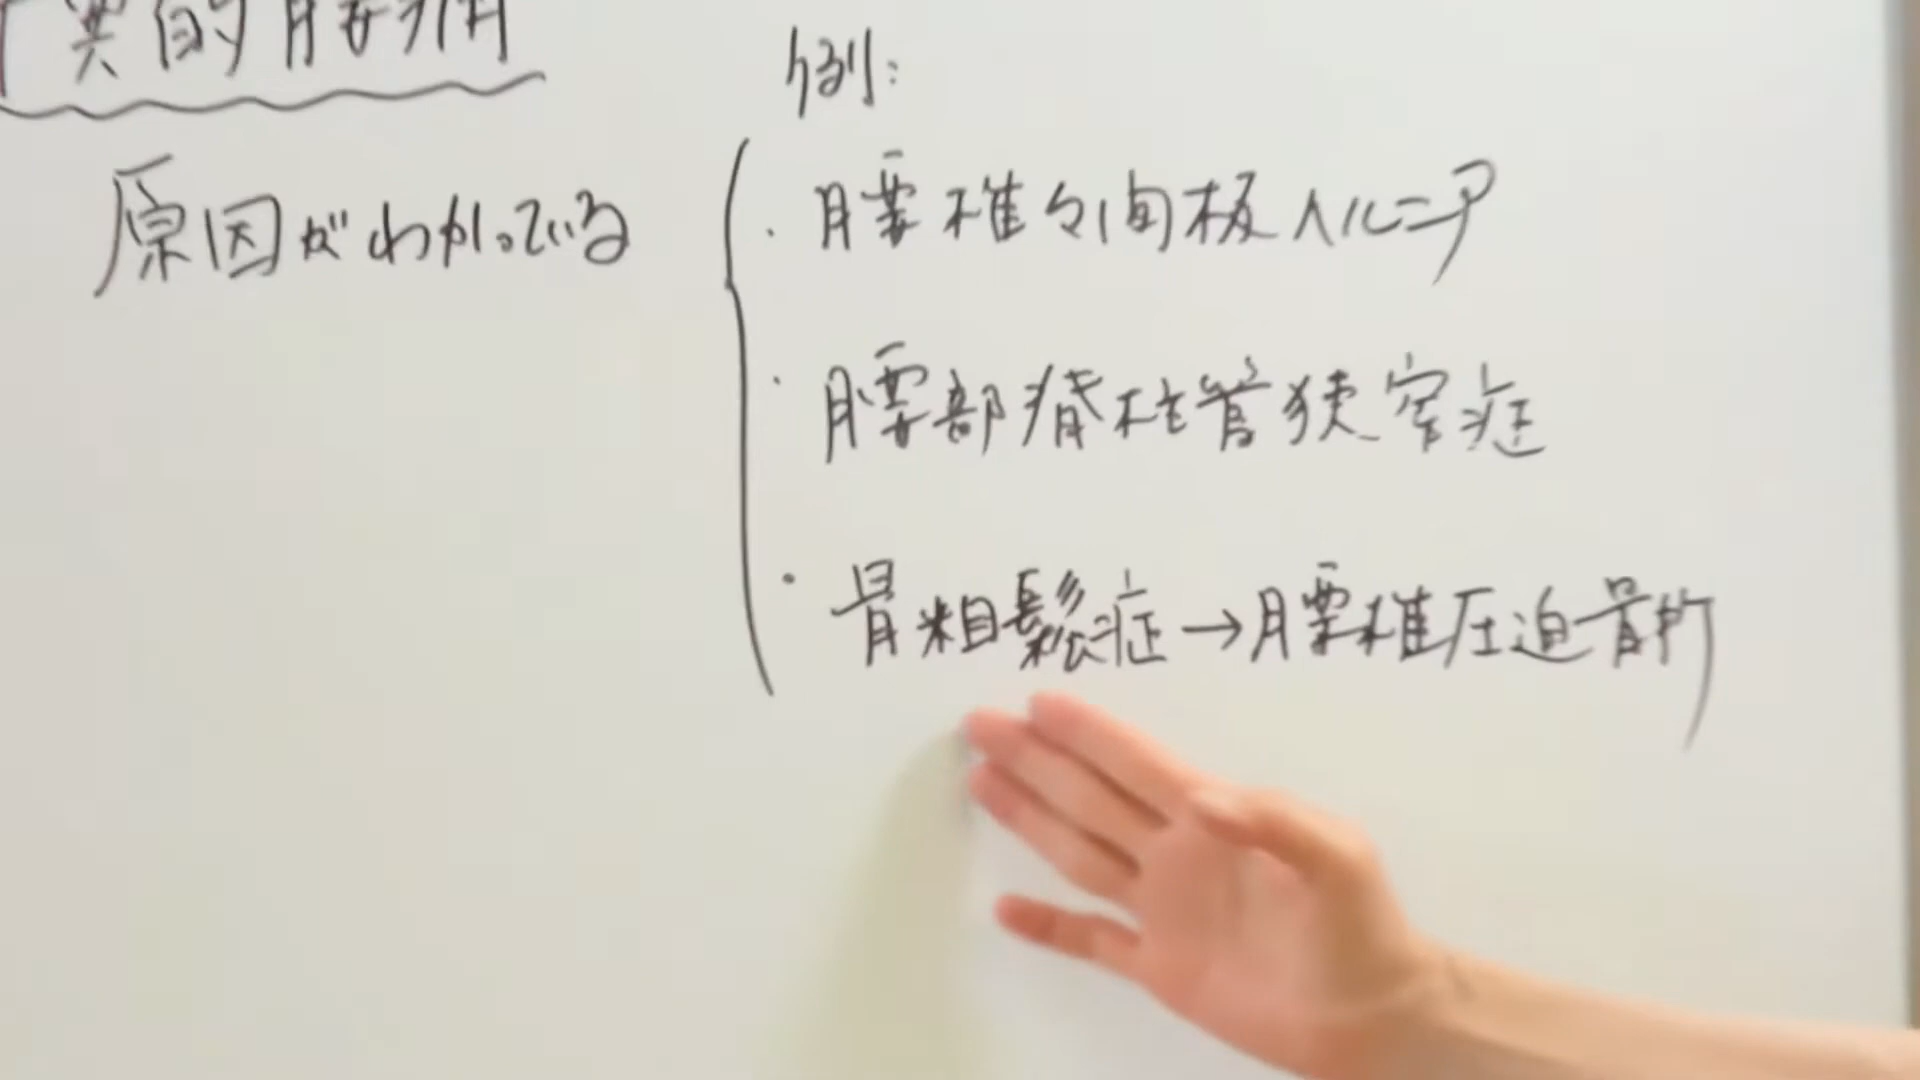 異的腰痛
例:
原因がわかっている
・腰椎々間板ヘルニア
・腰部脊柱管狭窄症
・骨粗鬆症→腰椎圧迫骨折